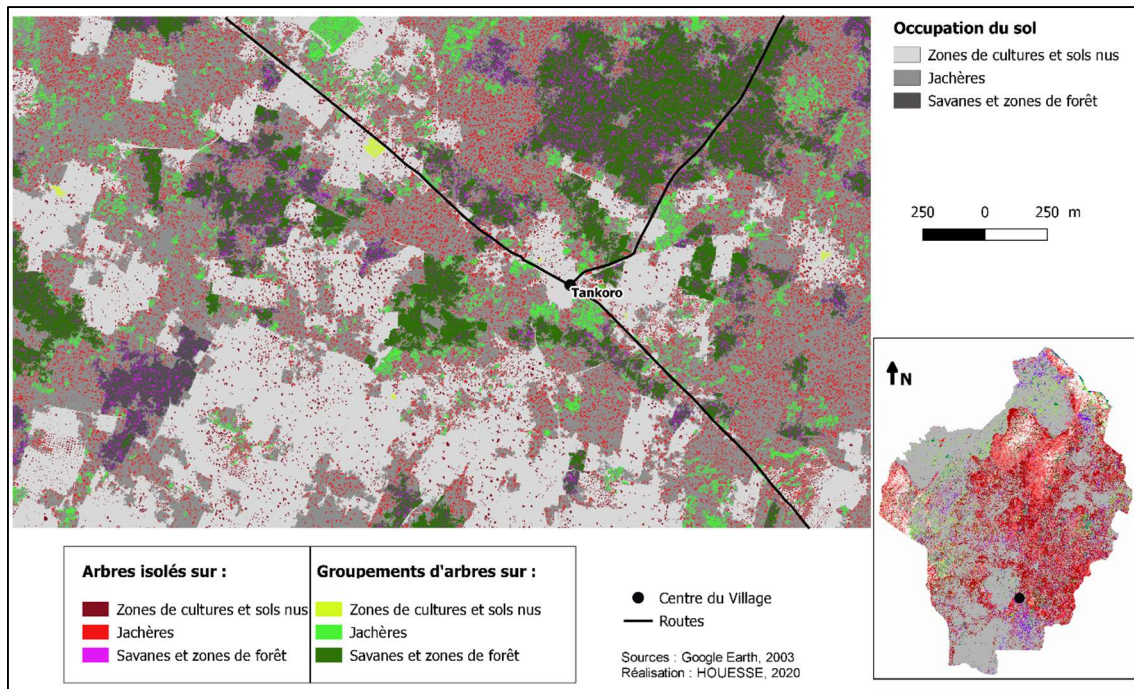 Occupation du sol
Zones de cultures et sols nus
Jachères
Savanes et zones de forêt
250 0 250 m
Tankoro
N
Arbres isolés sur :
Zones de cultures et sols nus
Jachères
Savanes et zones de forêt
Groupements d'arbres sur :
Zones de cultures et sols nus
Jachères
Savanes et zones de forêt
Centre du Village
Routes
Sources : Google Earth, 2003
Réalisation : HOUESSE, 2020